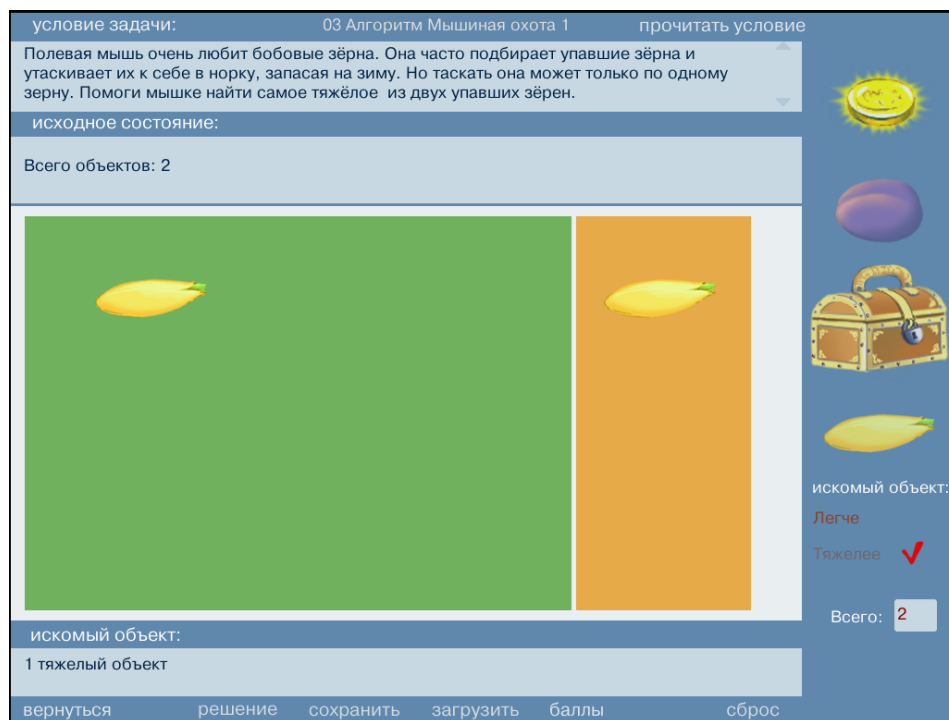 условие задачи:
03 Алгоритм Мышиная охота 1
прочитать условие
Полевая мышь очень любит бобовые зёрна. Она часто подбирает упавшие зёрна и
утаскивает их к себе в норку, запасая на зиму. Но таскать она может только по одному
зерну. Помоги мышке найти самое тяжёлое из двух упавших зёрен.
исходное состояние:
Всего объектов: 2
искомый объект:
Легче
Тяжелее
Всего: 2
искомый объект:
1 тяжелый объект
вернуться
решение
сохранить
загрузить
баллы
сброс